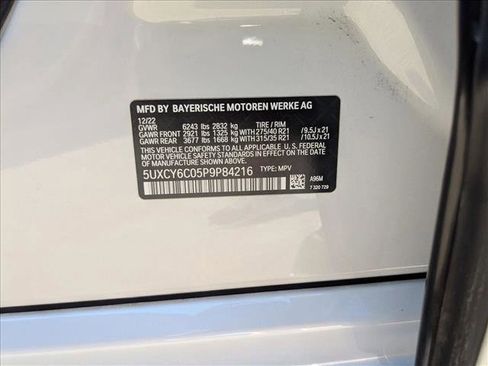 MFD BY BAYERISCHE MOTOREN WERKE AG
12/22
GVWR 6243 lbs 2832 kg TIRE / RIM
GAWR FRONT 2921 lbs 1325 kg 275/40 R21 /9.5J x 21
GAWR REAR 3677 lbs 1668 kg 315/35 R21 /10.5J x 21
THIS VEHICLE CONFORMS TO ALL APPLICABLE U. S. FEDERAL
MOTOR VEHICLE SAFETY AND THEFT PREVENTION STANDARDS
IN EFFECT ON THE DATE OF MANUFACTURE SHOWN ABOVE.
5UXCY6C05P9P84216 TYPE: MPV
A96M
7 320 729